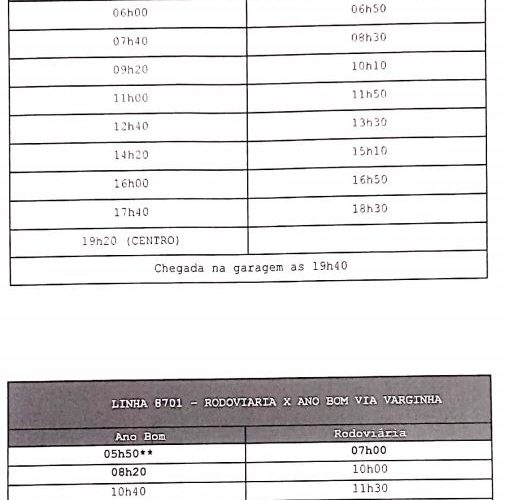 06h00 06h50
07h40 08h30
09h20 10h10
11h00 11h50
12h40 13h30
14h20 15h10
16h00 16h50
17h40 18h30
19h20 (CENTRO)
Chegada na garagem as 19h40
LINHA 8701 – RODOVIARIA X ANO BOM VIA VARGINHA
Ano Bom Rodoviária
05h50** 07h00
08h20 10h00
10h40 11h30